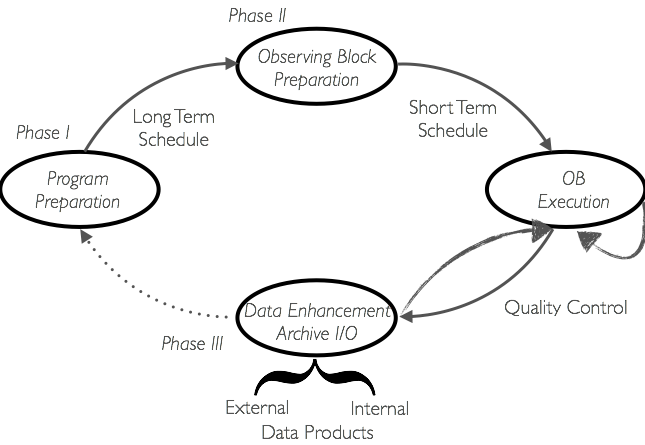 Phase II
Observing Block
Preparation
Long Term
Schedule
Short Term
Schedule
Phase I
Program
Preparation
OB
Execution
Data Enhancement
Archive I/O
Quality Control
Phase III
External
Internal
Data Products